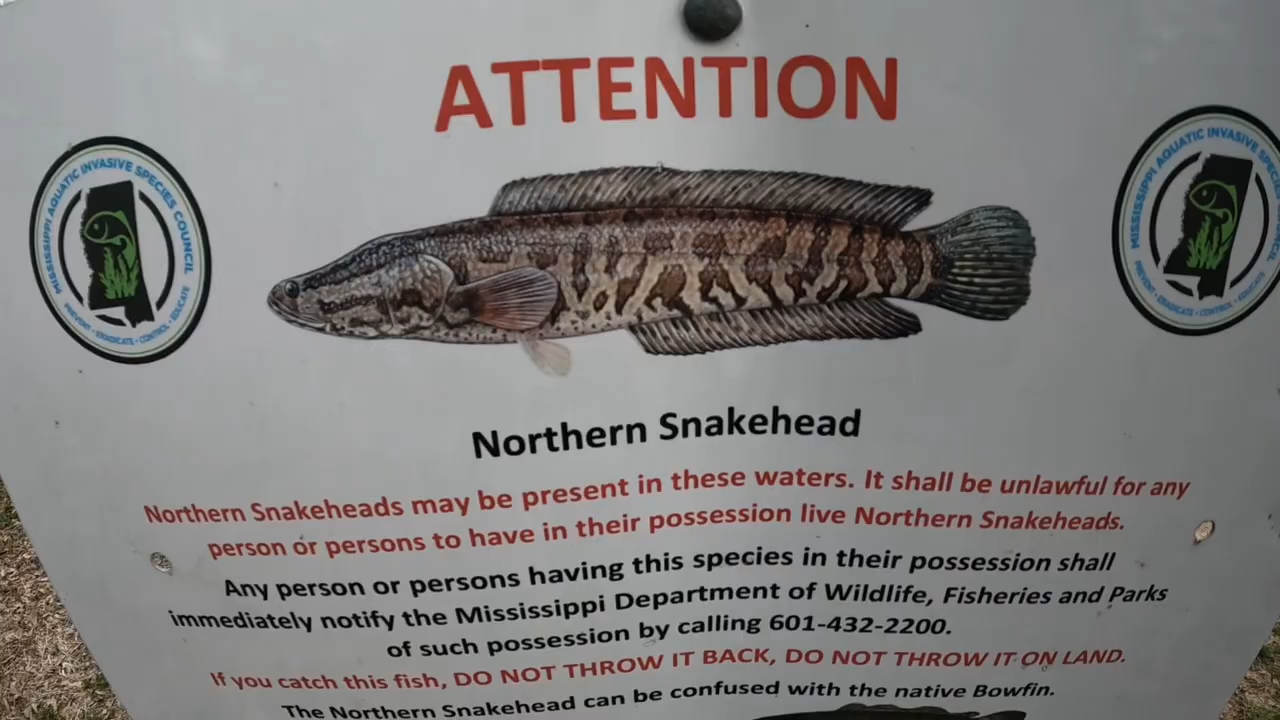 ATTENTION
MISSISSIPPI AQUATIC INVASIVE SPECIES COUNCIL
PREVENT • ERADICATE • CONTROL • EDUCATE
MISSISSIPPI AQUATIC INVASIVE
PREVENT • ERADICATE • CONTROL •
Northern Snakehead
Northern Snakeheads may be present in these waters. It shall be unlawful for any
person or persons to have in their possession live Northern Snakeheads.
Any person or persons having this species in their possession shall
immediately notify the Mississippi Department of Wildlife, Fisheries and Parks
of such possession by calling 601-432-2200.
If you catch this fish, DO NOT THROW IT BACK, DO NOT THROW IT ON LAND.
The Northern Snakehead can be confused with the native Bowfin.